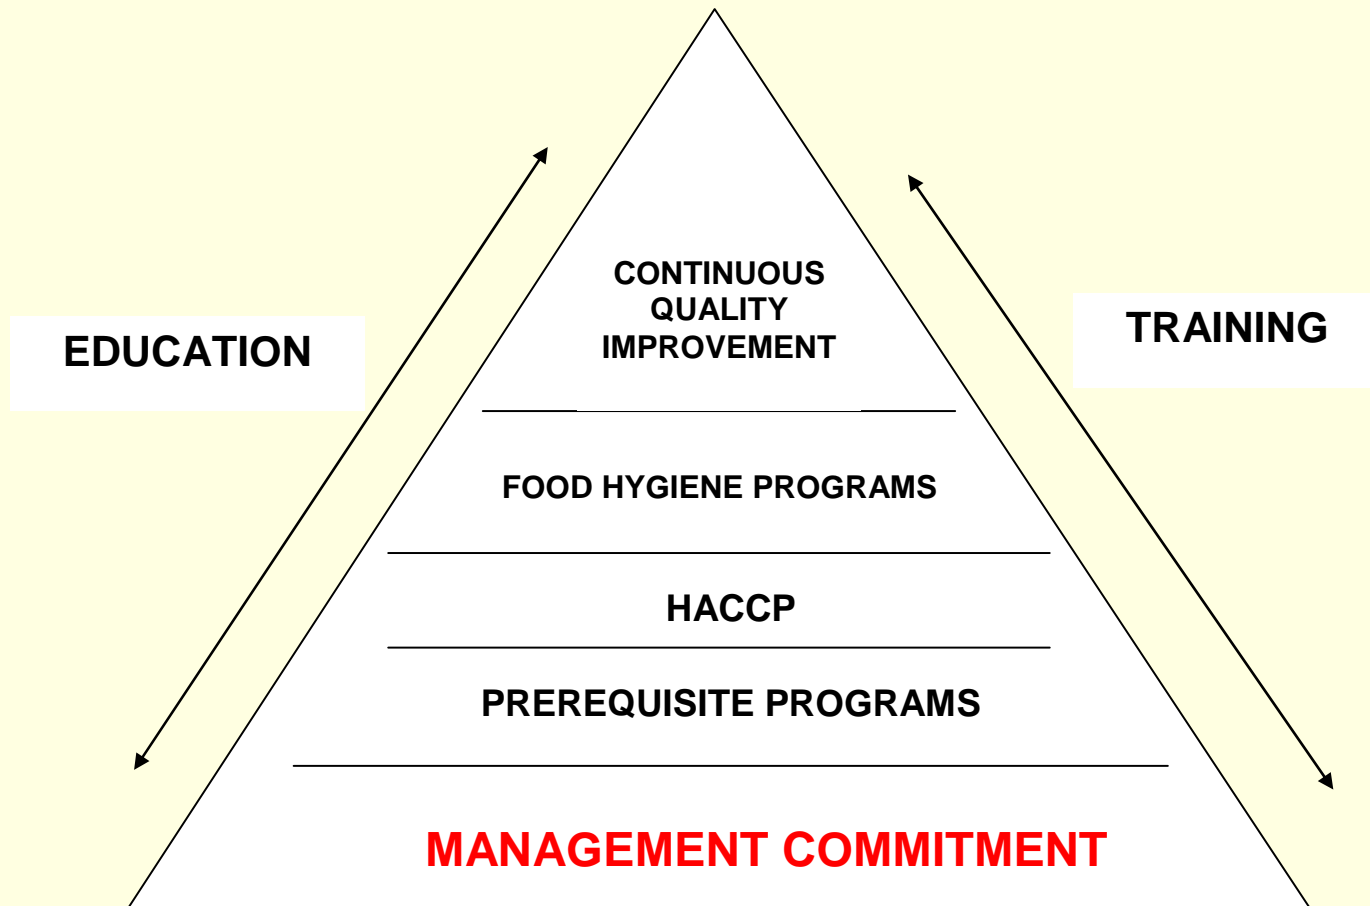 CONTINUOUS
QUALITY
IMPROVEMENT
EDUCATION
TRAINING
FOOD HYGIENE PROGRAMS
HACCP
PREREQUISITE PROGRAMS
MANAGEMENT COMMITMENT